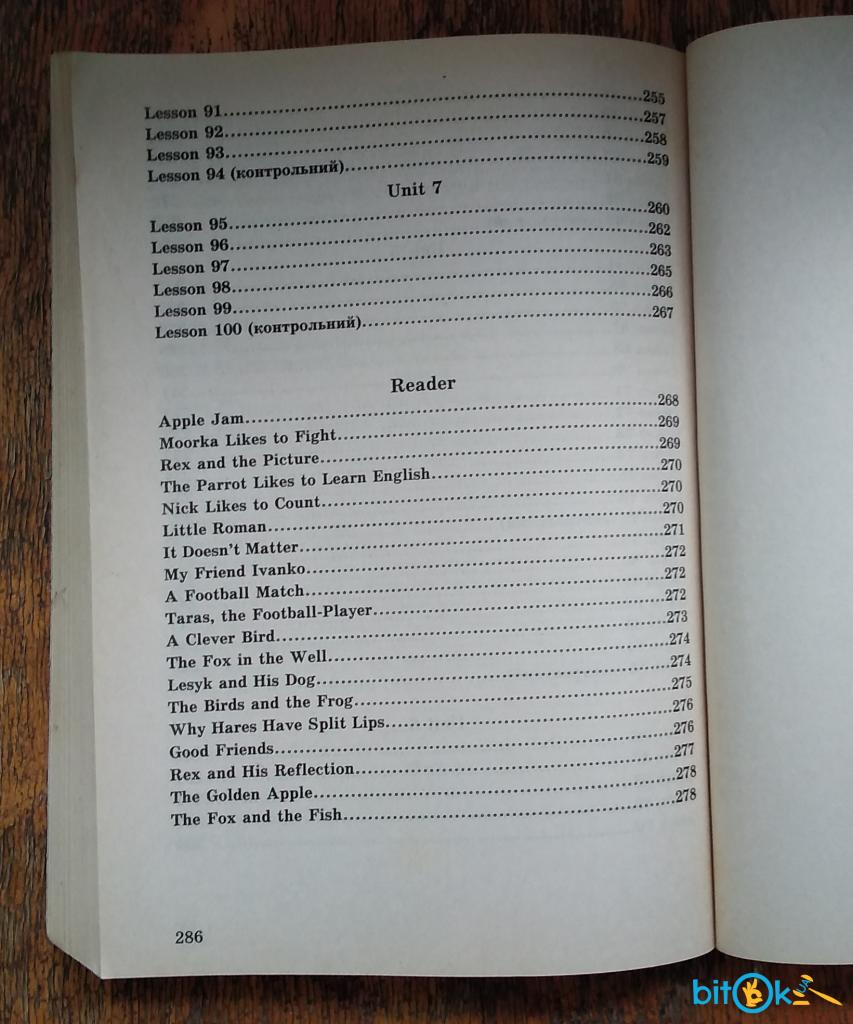 Lesson 91........255
Lesson 92........257
Lesson 93........258
Lesson 94 (контрольний)........259
Unit 7
Lesson 95........260
Lesson 96........262
Lesson 97........263
Lesson 98........265
Lesson 99........266
Lesson 100 (контрольний)........267
Reader
Apple Jam........268
Moorka Likes to Fight........269
Rex and the Picture........269
The Parrot Likes to Learn English........270
Nick Likes to Count........270
Little Roman........270
It Doesn't Matter........271
My Friend Ivanko........272
A Football Match........272
Taras, the Football-Player........272
A Clever Bird........273
The Fox in the Well........274
Lesyk and His Dog........274
The Birds and the Frog........275
Why Hares Have Split Lips........276
Good Friends........276
Rex and His Reflection........277
The Golden Apple........278
The Fox and the Fish........278
286
bitOk UA